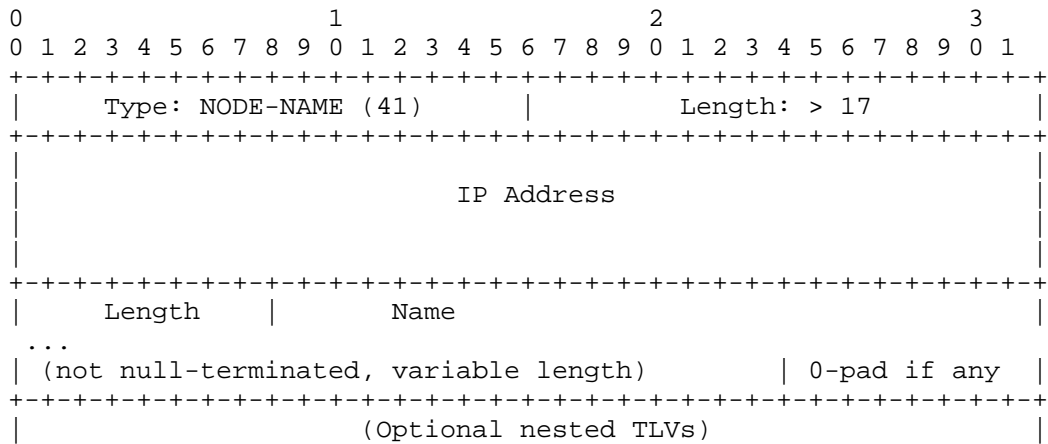 0                   1                   2                   3
0 1 2 3 4 5 6 7 8 9 0 1 2 3 4 5 6 7 8 9 0 1 2 3 4 5 6 7 8 9 0 1
+-+-+-+-+-+-+-+-+-+-+-+-+-+-+-+-+-+-+-+-+-+-+-+-+-+-+-+-+-+-+-+-+
|     Type: NODE-NAME (41)      |         Length: > 17          |
+-+-+-+-+-+-+-+-+-+-+-+-+-+-+-+-+-+-+-+-+-+-+-+-+-+-+-+-+-+-+-+-+
|                                                               |
|                           IP Address                          |
|                                                               |
|                                                               |
+-+-+-+-+-+-+-+-+-+-+-+-+-+-+-+-+-+-+-+-+-+-+-+-+-+-+-+-+-+-+-+-+
|     Length    |       Name                                    |
 ...
| (not null-terminated, variable length)        | 0-pad if any  |
+-+-+-+-+-+-+-+-+-+-+-+-+-+-+-+-+-+-+-+-+-+-+-+-+-+-+-+-+-+-+-+-+
|                     (Optional nested TLVs)                    |